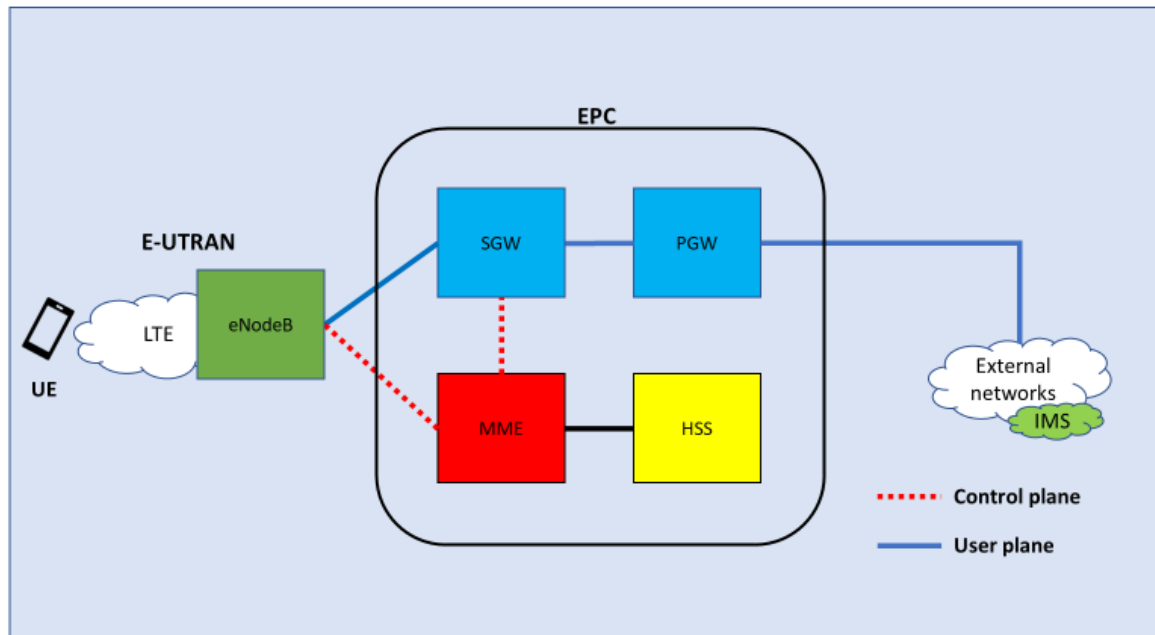 EPC
SGW
PGW
E-UTRAN
eNodeB
LTE
UE
MME
HSS
External
networks
IMS
Control plane
User plane